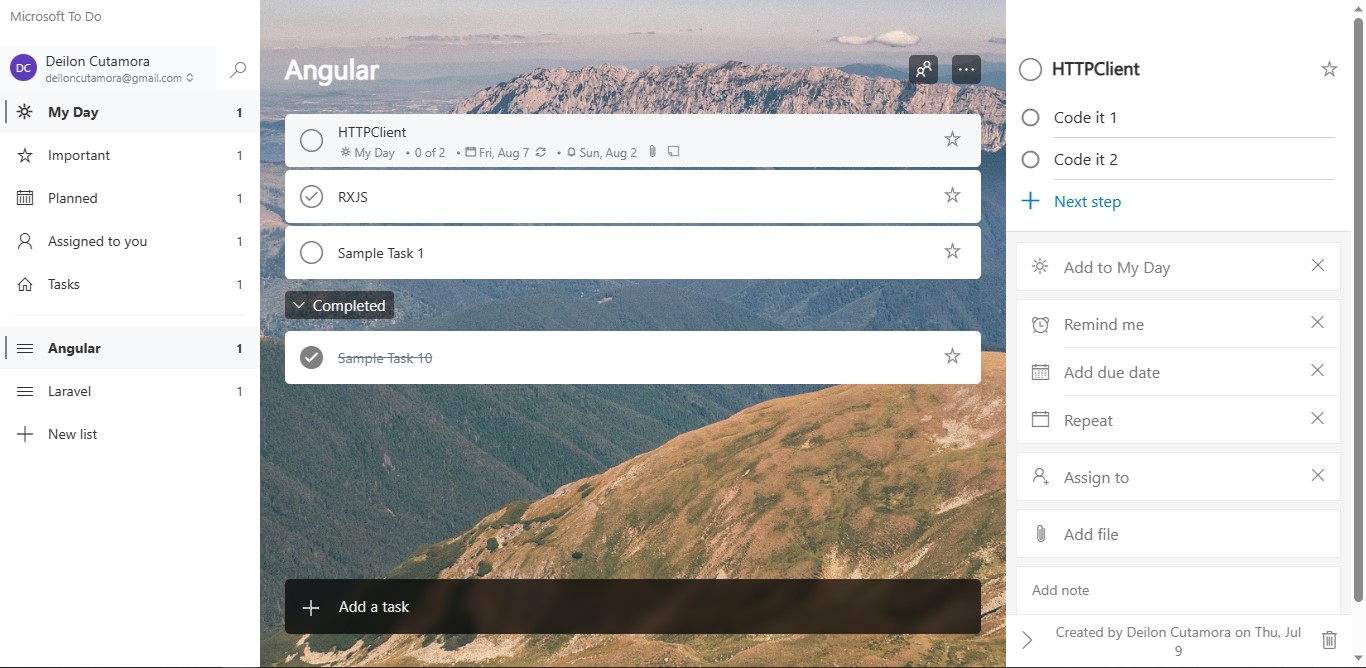 Microsoft To Do
DC
Deilon Cutamora
deiloncutamora@gmail.com
My Day 1
Important 1
Planned 1
Assigned to you 1
Tasks 1
Angular 1
Laravel 1
New list
Angular
HTTPClient
My Day • 0 of 2 • Fri, Aug 7 • Sun, Aug 2
RXJS
Sample Task 1
Completed
Sample Task 10
Add a task
HTTPClient
Code it 1
Code it 2
Next step
Add to My Day
Remind me
Add due date
Repeat
Assign to
Add file
Add note
Created by Deilon Cutamora on Thu, Jul
9